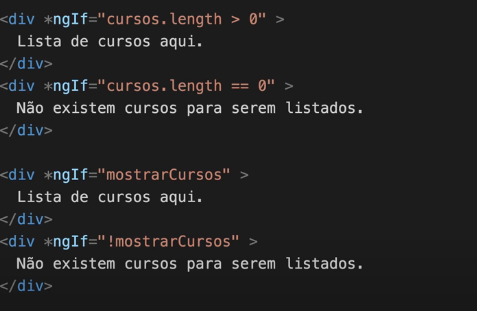 <div *ngIf="cursos.length > 0" >
Lista de cursos aqui.
</div>
<div *ngIf="cursos.length == 0" >
Não existem cursos para serem listados.
</div>
<div *ngIf="mostrarCursos" >
Lista de cursos aqui.
</div>
<div *ngIf="!mostrarCursos" >
Não existem cursos para serem listados.
</div>